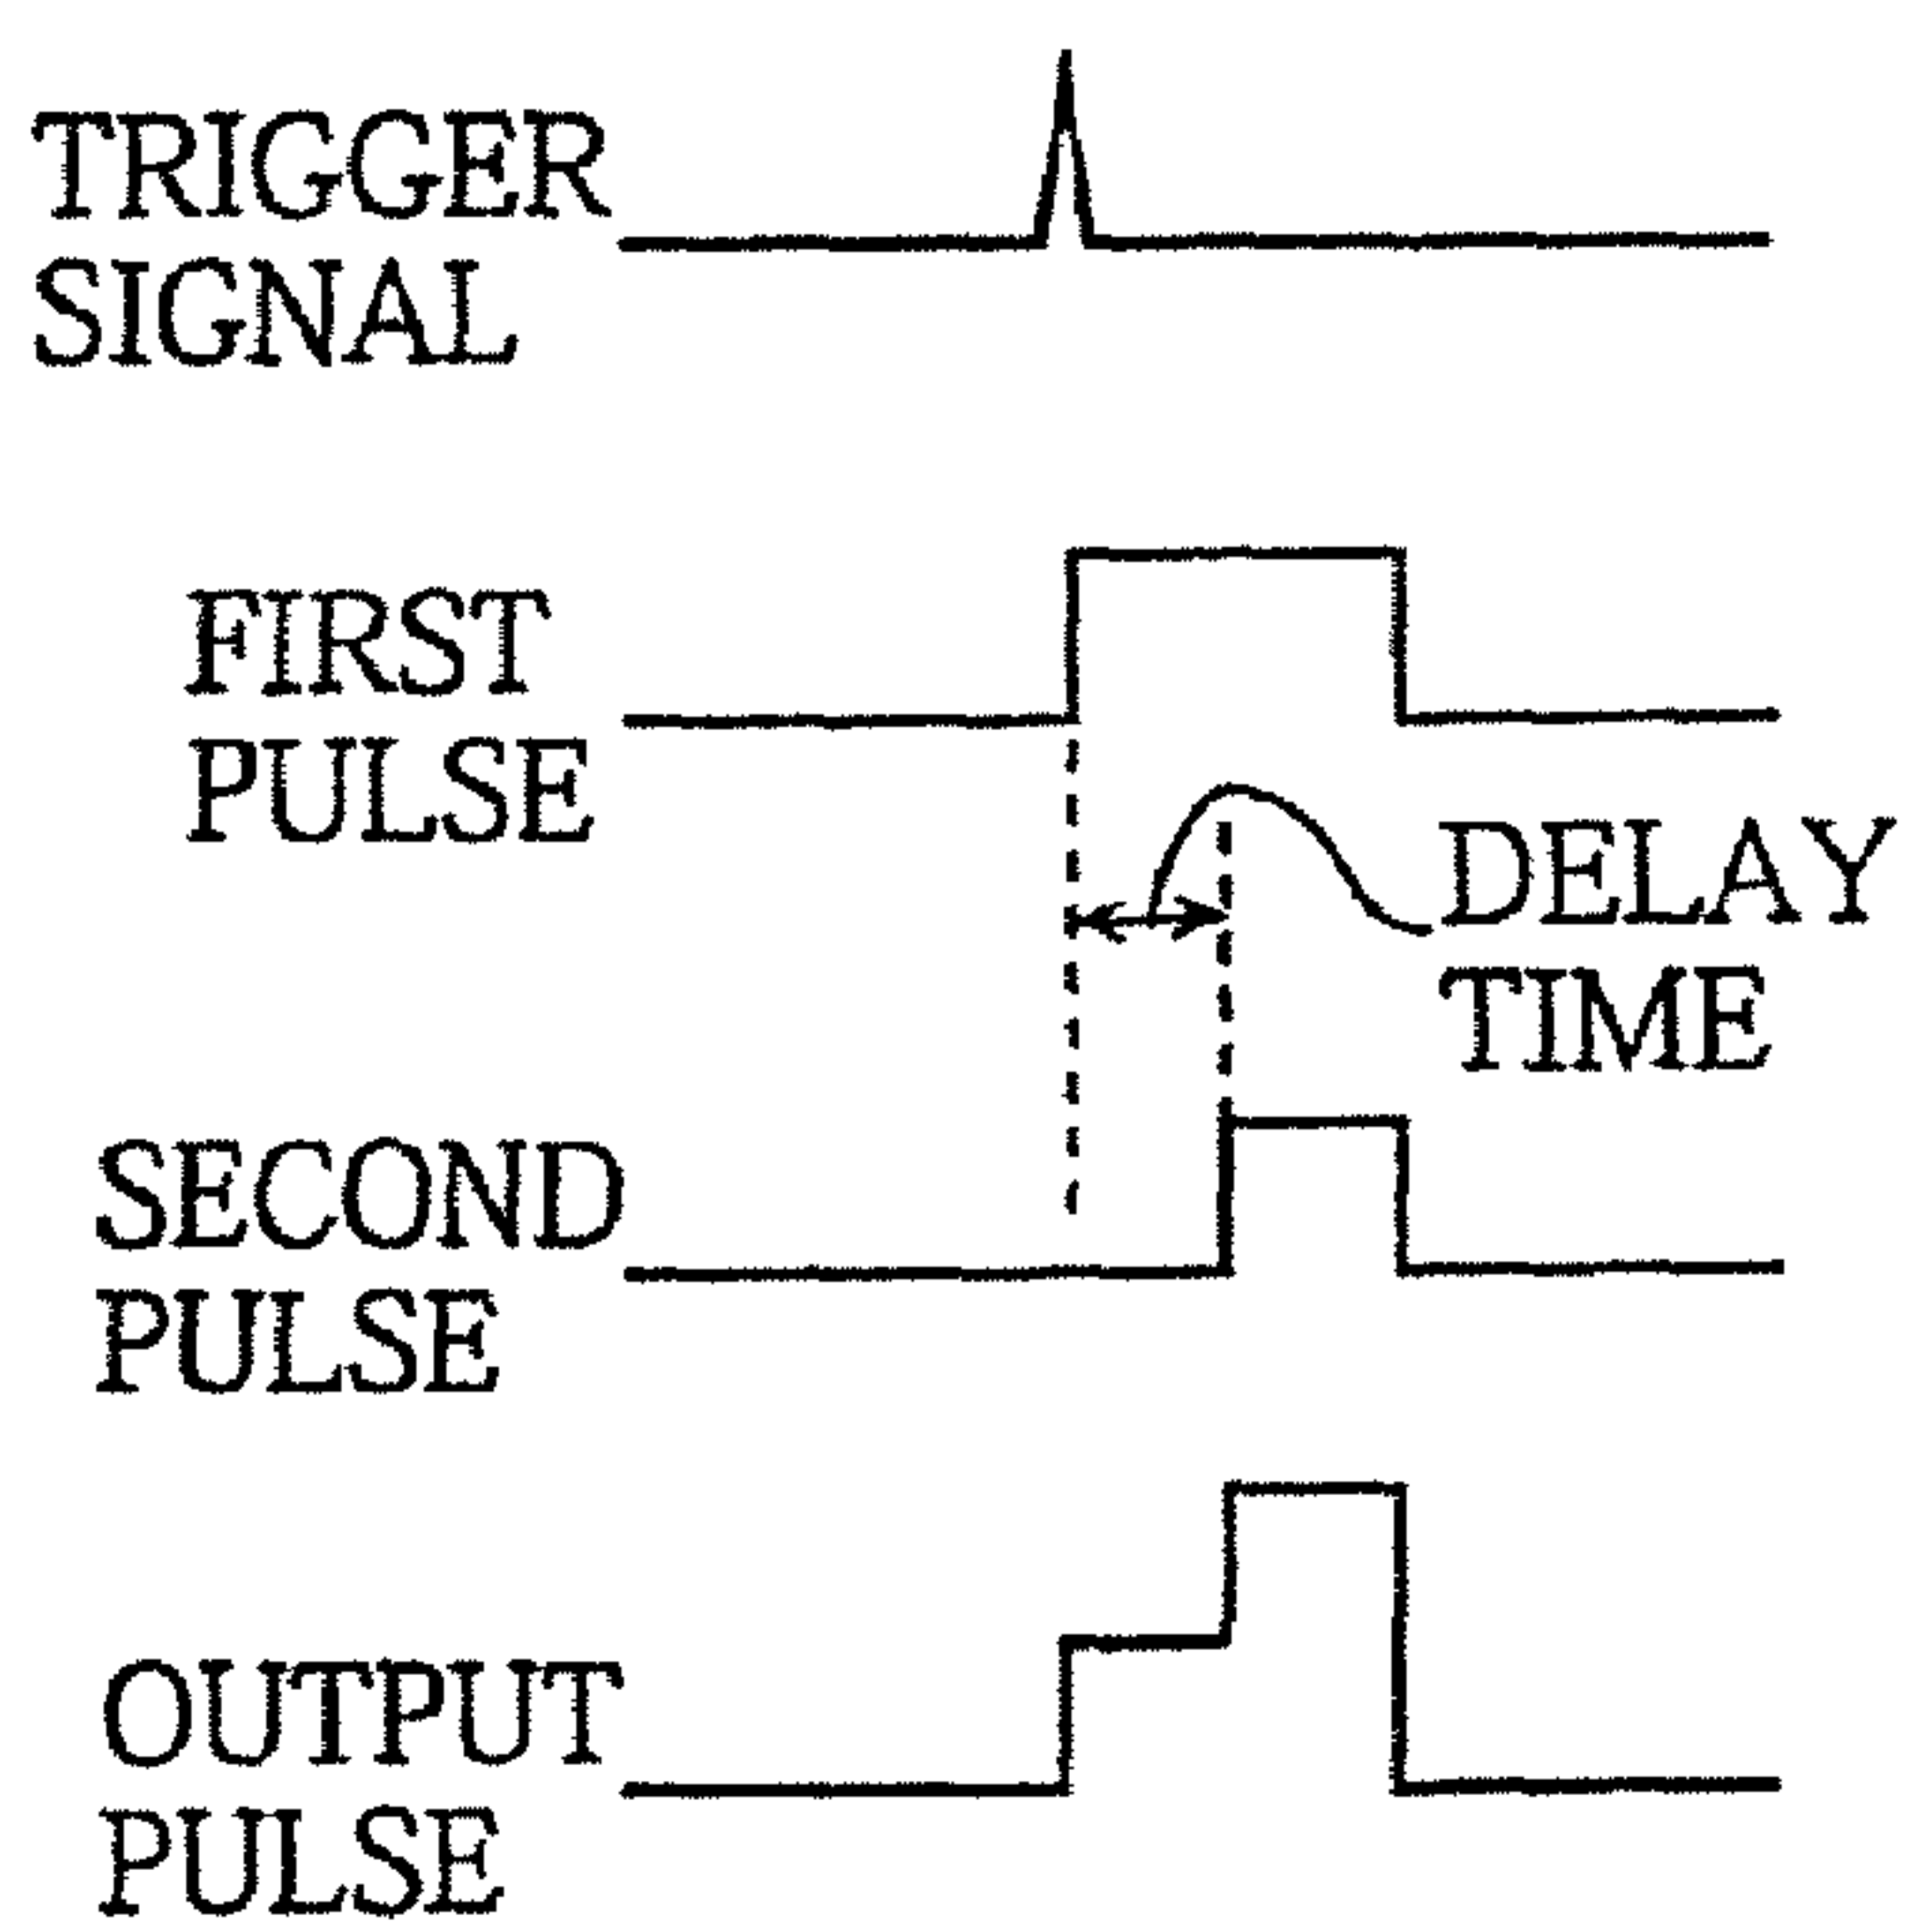 TRIGGER
SIGNAL
FIRST
PULSE
DELAY
TIME
SECOND
PULSE
OUTPUT
PULSE